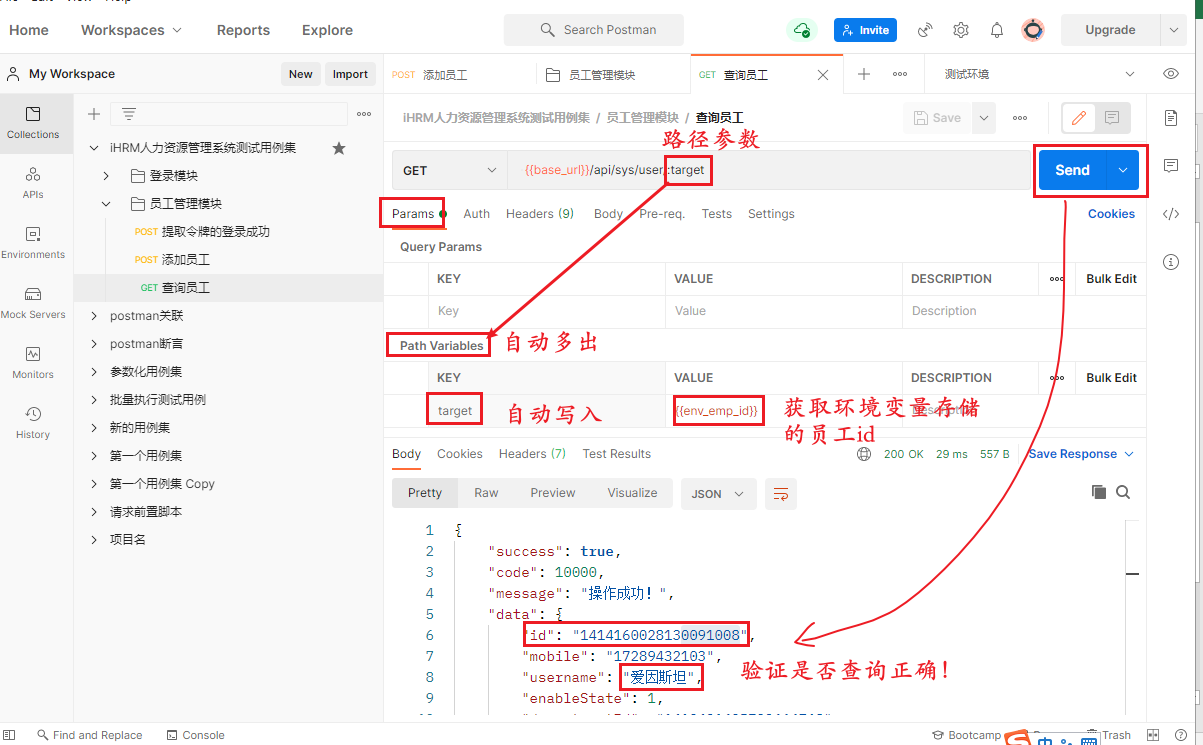 Home Workspaces Reports Explore Search Postman Invite Upgrade
My Workspace New Import POST 添加员工 员工管理模块 GET 查询员工 测试环境
Collections
APIs
Environments
Mock Servers
Monitors
History
iHRM人力资源管理系统测试用例集
登录模块
员工管理模块
POST 提取令牌的登录成功
POST 添加员工
GET 查询员工
postman关联
postman断言
参数化用例集
批量执行测试用例
新的用例集
第一个用例集
第一个用例集 Copy
请求前置脚本
项目名
iHRM人力资源管理系统测试用例集 / 员工管理模块 / 查询员工 Save
路径参数
GET {{base_url}}/api/sys/user/:target Send
Params Auth Headers (9) Body Pre-req. Tests Settings Cookies
Query Params
KEY VALUE DESCRIPTION Bulk Edit
Key Value Description
Path Variables 自动多出
KEY VALUE DESCRIPTION Bulk Edit
target 自动写入 {{env_emp_id}} 获取环境变量存储
的员工id
Body Cookies Headers (7) Test Results 200 OK 29 ms 557 B Save Response
Pretty Raw Preview Visualize JSON
1 {
2 "success": true,
3 "code": 10000,
4 "message": "操作成功！",
5 "data": {
6 "id": "1414160028130091008",
7 "mobile": "17289432103",
8 "username": "爱因斯坦",
9 "enableState": 1,
验证是否查询正确！
Find and Replace Console Bootcamp Trash